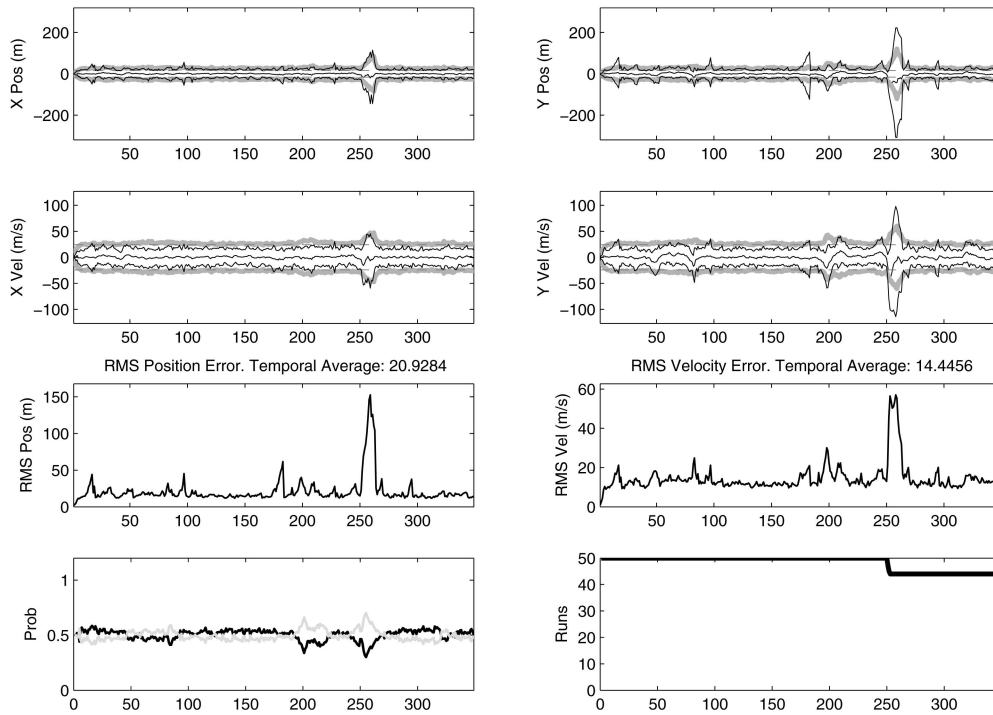 X Pos (m)
200
0
−200
50 100 150 200 250 300
Y Pos (m)
200
0
−200
50 100 150 200 250 300
X Vel (m/s)
100
50
0
−50
−100
50 100 150 200 250 300
Y Vel (m/s)
100
50
0
−50
−100
50 100 150 200 250 300
RMS Position Error. Temporal Average: 20.9284
RMS Pos (m)
150
100
50
0
50 100 150 200 250 300
RMS Velocity Error. Temporal Average: 14.4456
RMS Vel (m/s)
60
40
20
0
50 100 150 200 250 300
Prob
1
0.5
0
0 50 100 150 200 250 300
Runs
50
40
30
20
10
0
50 100 150 200 250 300